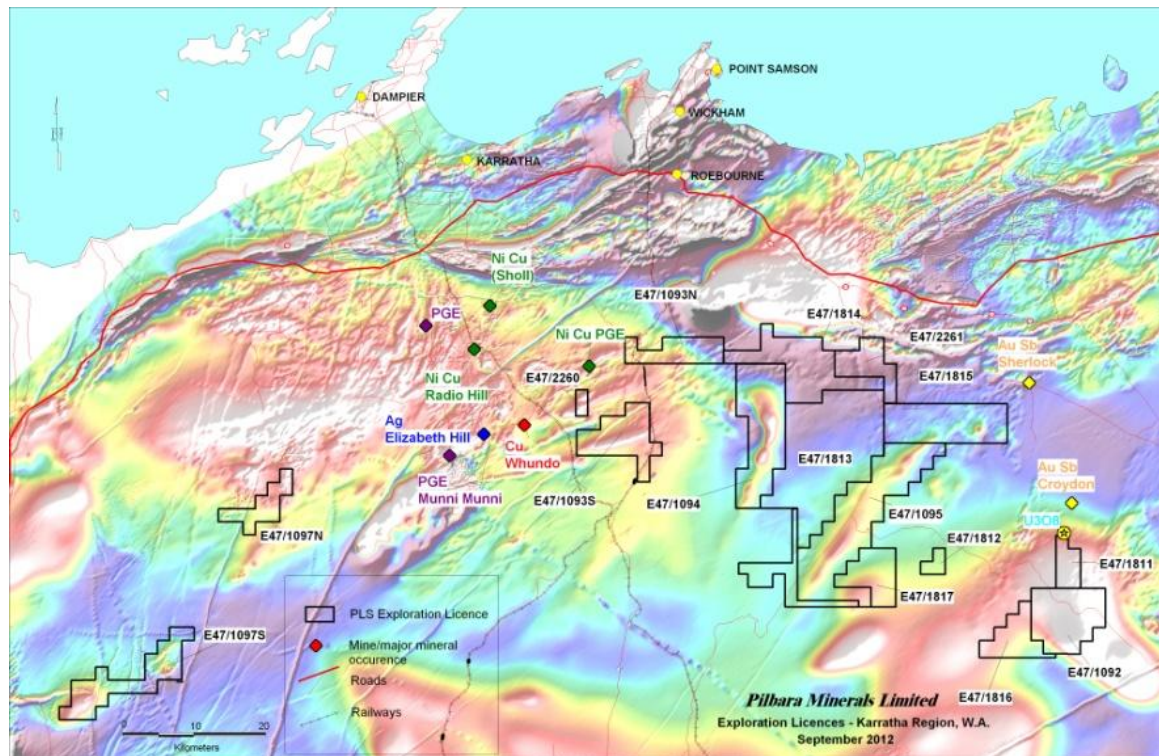 POINT SAMSON
DAMPIER
WICKHAM
KARRATHA
ROEBOURNE
Ni Cu
(Sholl)
E47/1093N
PGE
E47/1814
E47/2261
Ni Cu PGE
Au Sb
Sherlock
Ni Cu
Radio Hill
E47/2260
E47/1815
Ag
Elizabeth Hill
Cu
Whundo
E47/1813
PGE
Munni Munni
E47/1093S
E47/1094
Au Sb
Croydon
E47/1095
U3O8
E47/1097N
E47/1812
E47/1811
E47/1817
PLS Exploration Licence
E47/1097S
Mine/major mineral
occurence
Roads
E47/1092
E47/1816
Railways
0 10 20
Kilometers
Pilbara Minerals Limited
Exploration Licences - Karratha Region, W.A.
September 2012